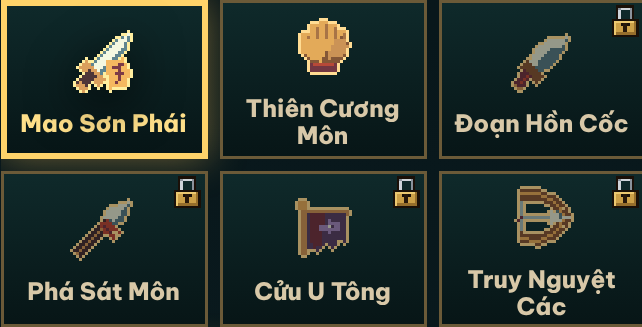 Mao Sơn Phái
Thiên Cương
Môn
Đoạn Hồn Cốc
Phá Sát Môn
Cửu U Tông
Truy Nguyệt
Các